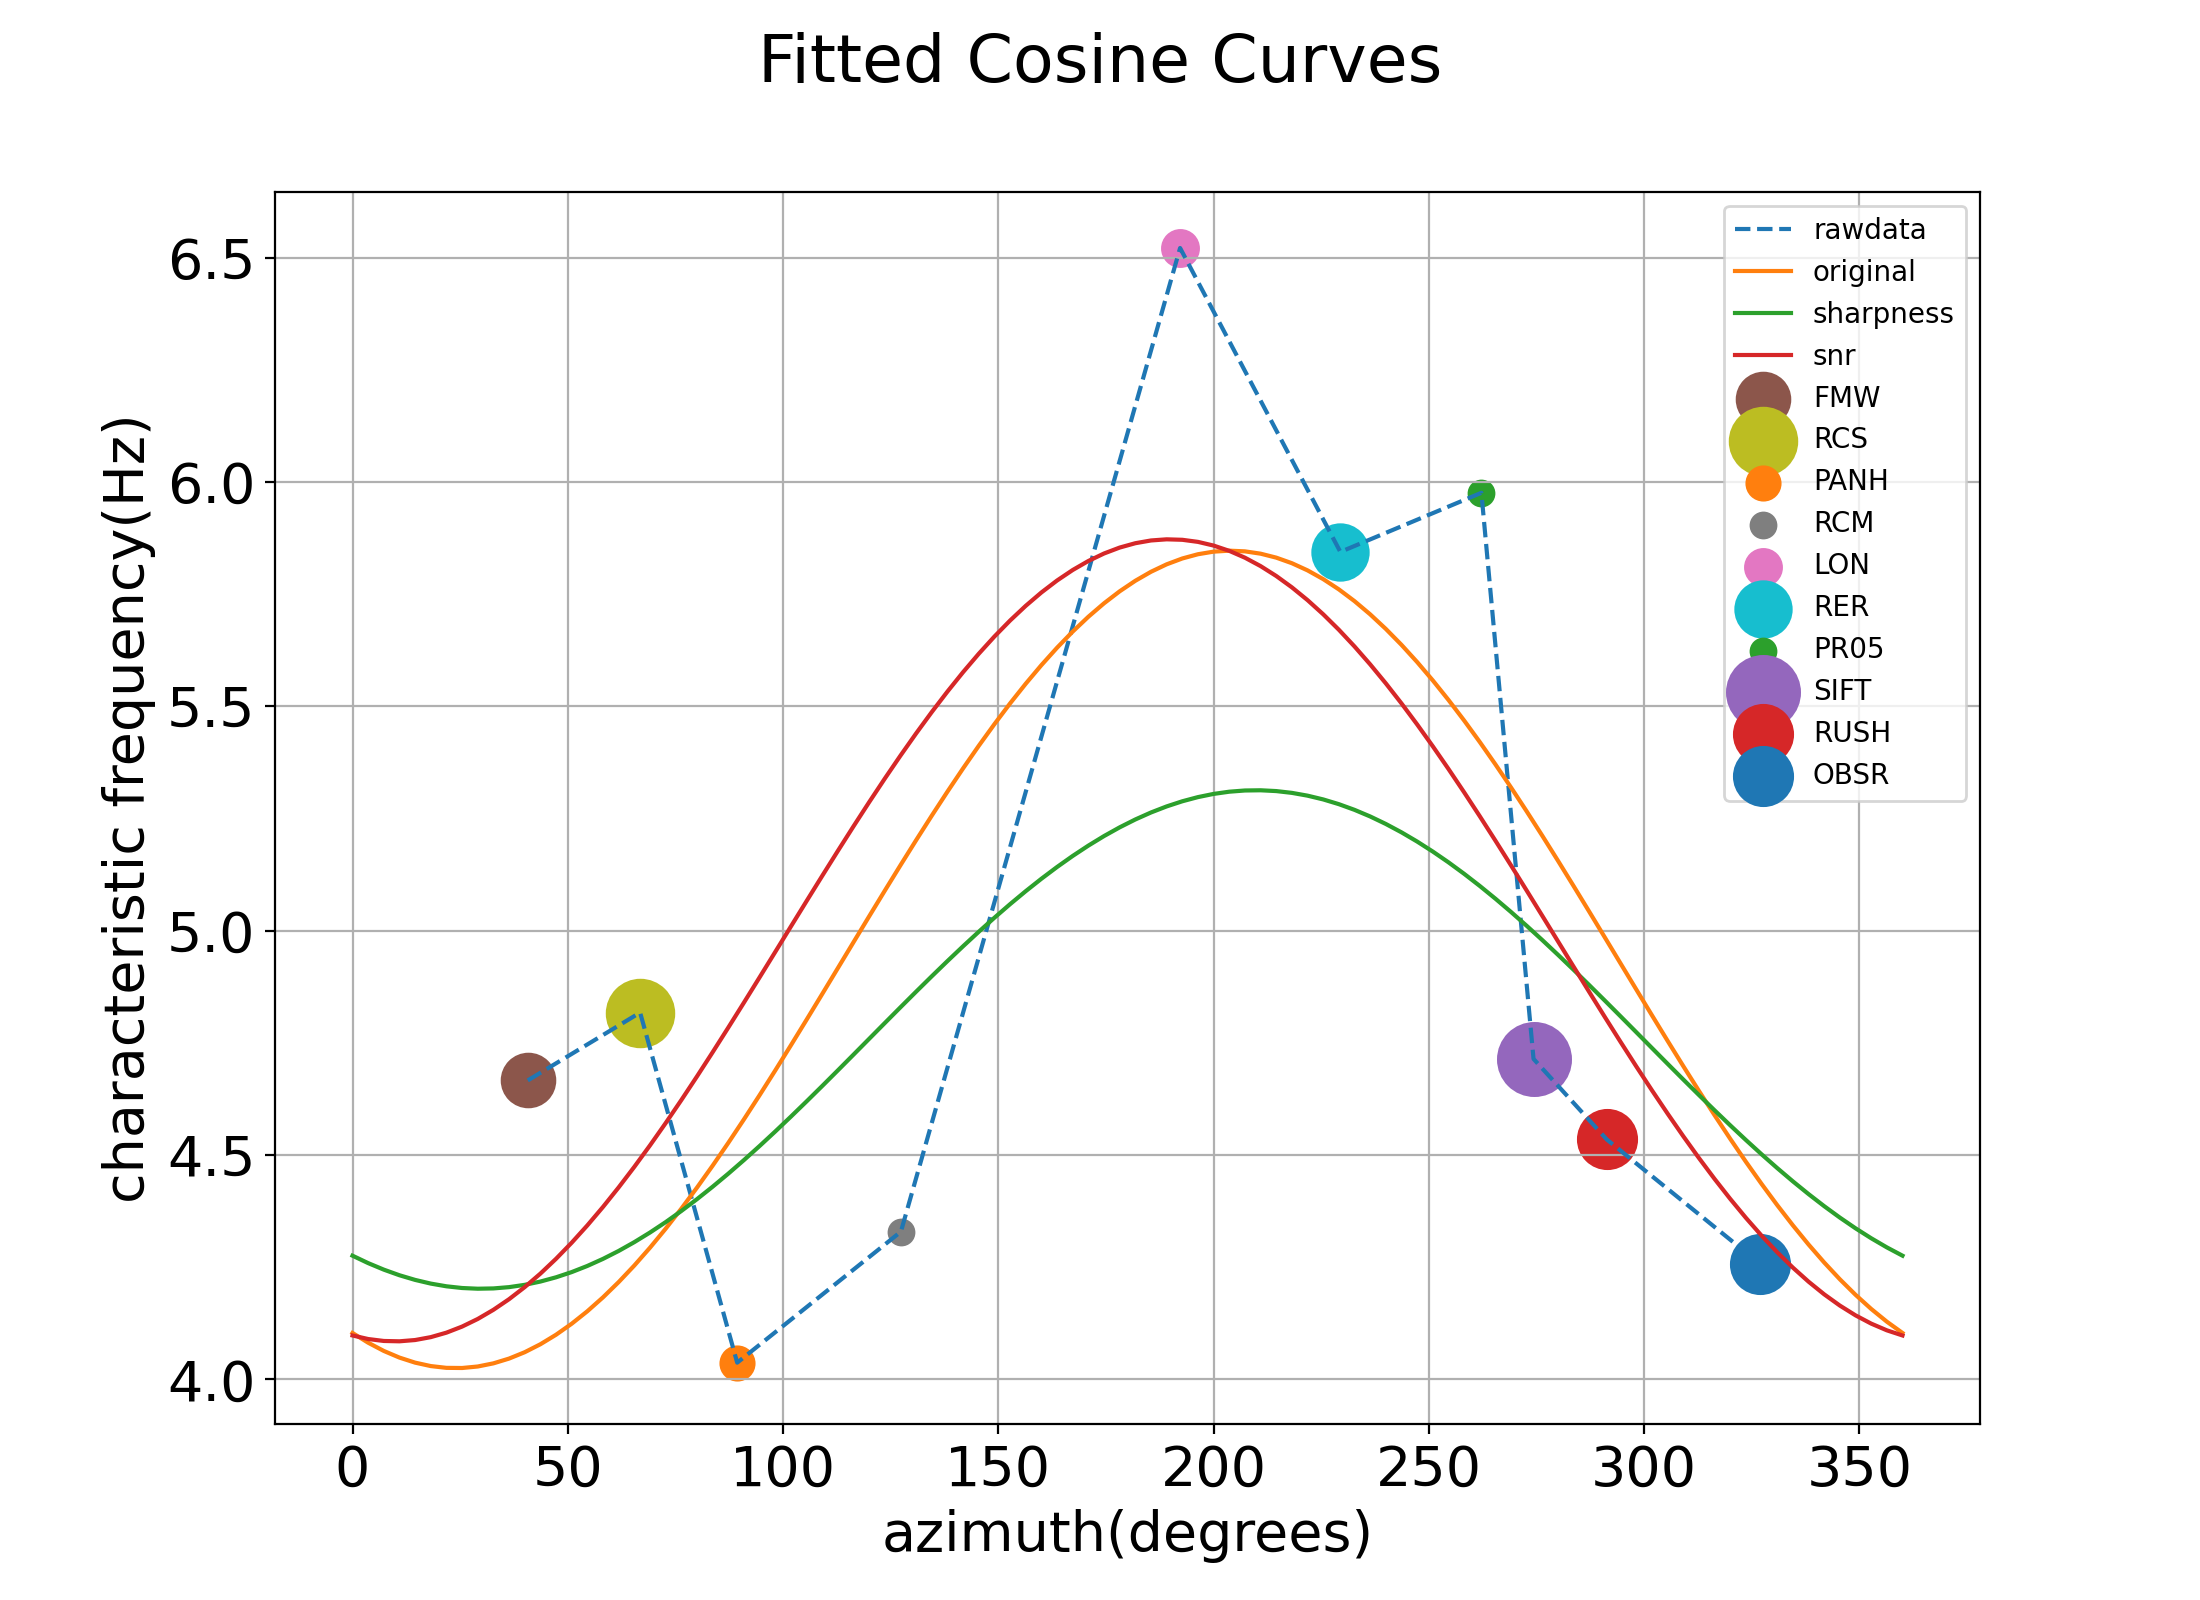 Fitted Cosine Curves
characteristic frequency(Hz)
6.5
6.0
5.5
5.0
4.5
4.0
rawdata
original
sharpness
snr
FMW
RCS
PANH
RCM
LON
RER
PR05
SIFT
RUSH
OBSR
0 50 100 150 200 250 300 350
azimuth(degrees)